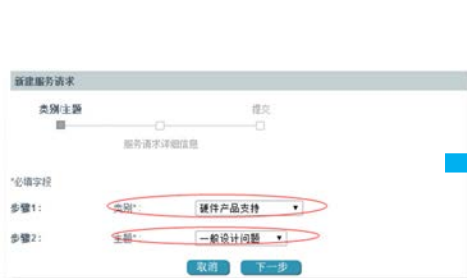 新建服务请求
类别/主题 提交
服务请求详细信息
*必填字段
步骤1: 类别*: 硬件产品支持
步骤2: 主题*: 一般设计问题
取消 下一步